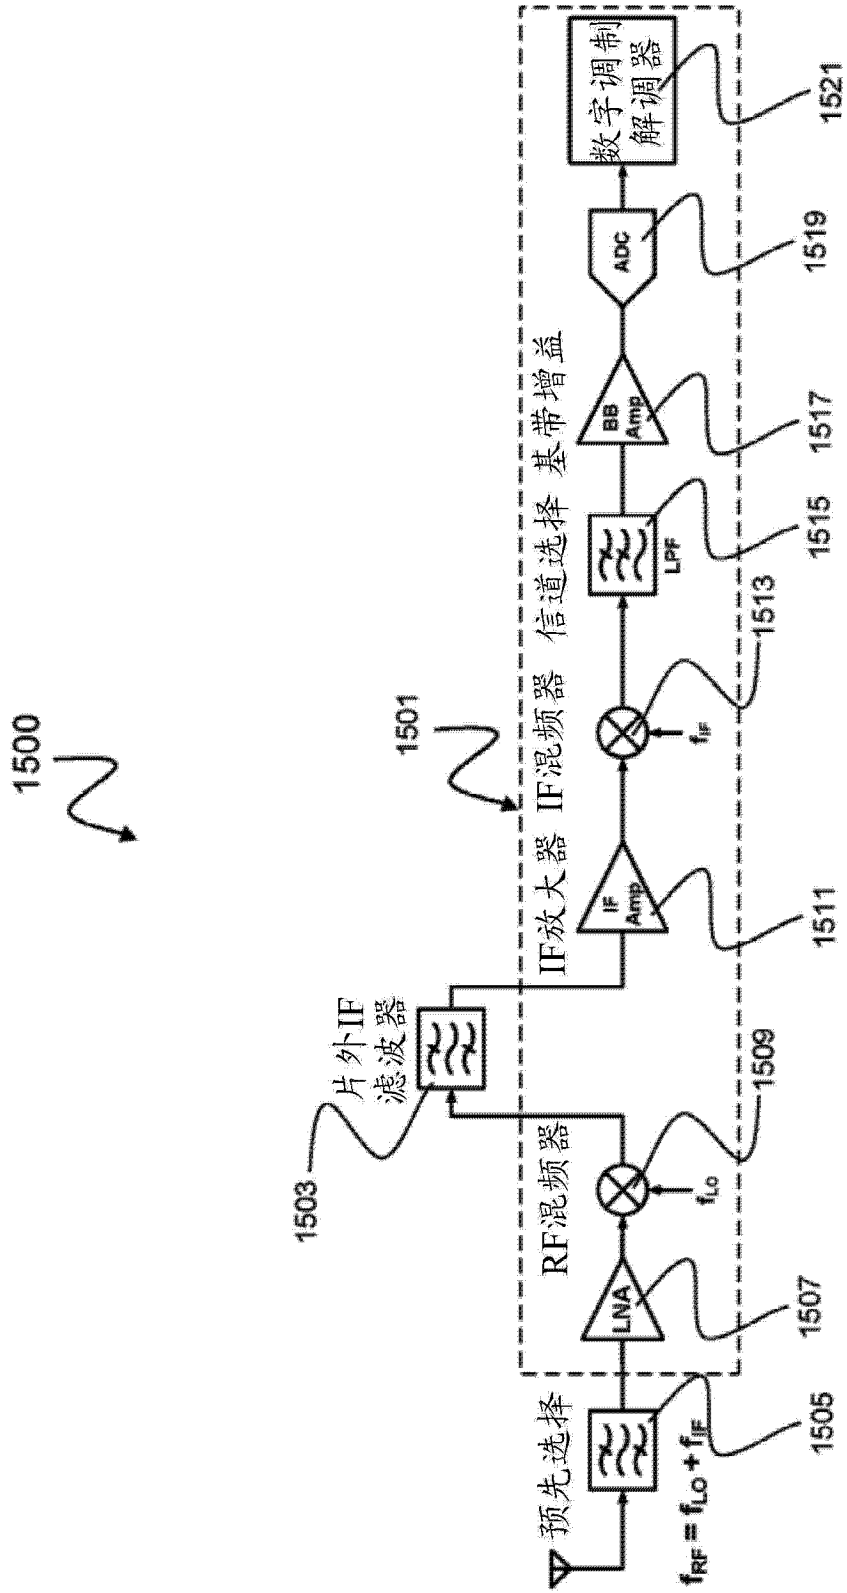 1500
1501
片外IF
滤波器
1503
预先选择
RF混频器
IF放大器
IF混频器
信道选择
基带增益
数字调制
解调器
LNA
IF
Amp
BB
Amp
ADC
fLO
fIF
LPF
fRF = fLO + fIF
1505
1507
1509
1511
1513
1515
1517
1519
1521